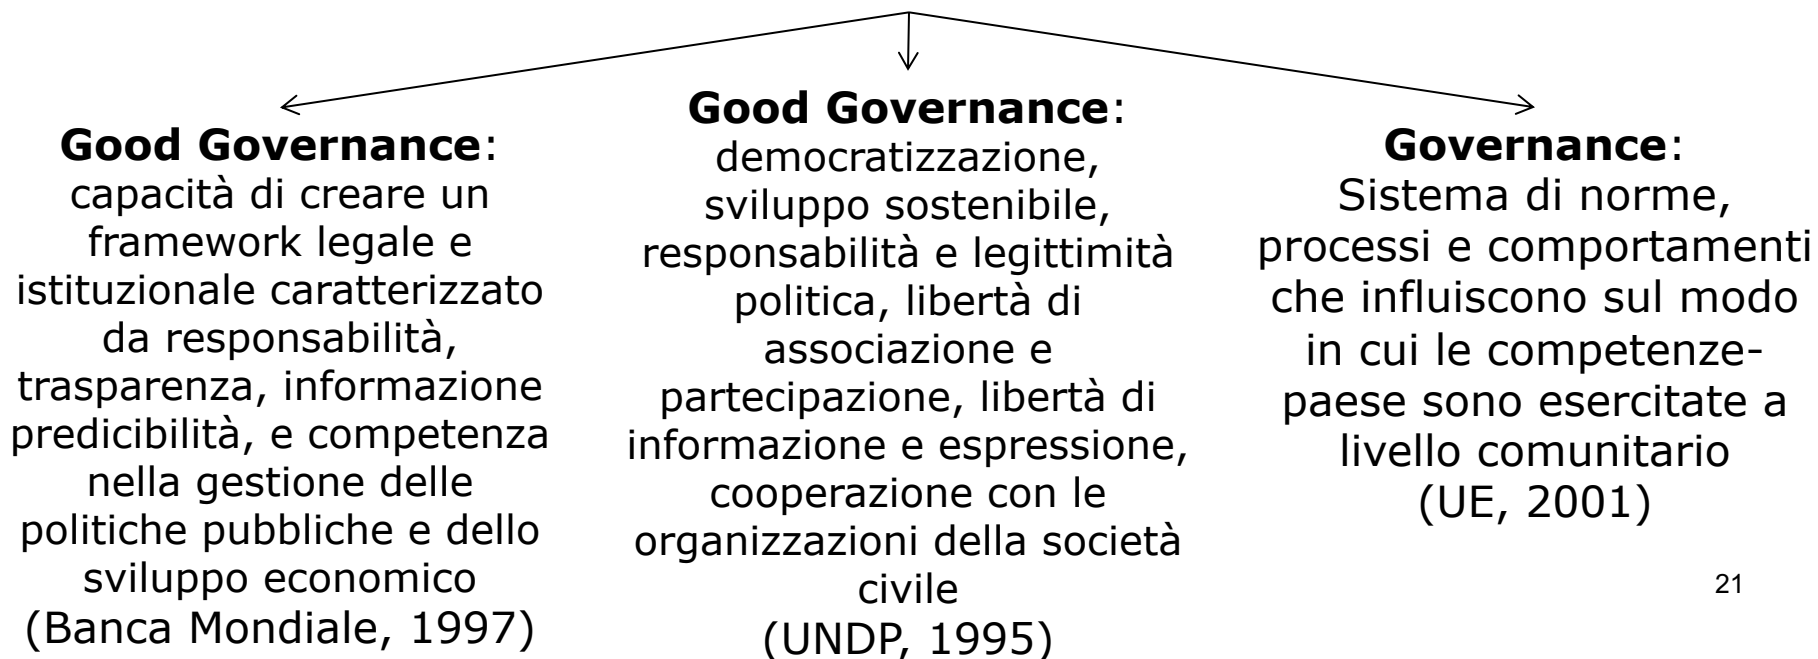 Good Governance:
capacità di creare un
framework legale e
istituzionale caratterizzato
da responsabilità,
trasparenza, informazione
predicibilità, e competenza
nella gestione delle
politiche pubbliche e dello
sviluppo economico
(Banca Mondiale, 1997)
Good Governance:
democratizzazione,
sviluppo sostenibile,
responsabilità e legittimità
politica, libertà di
associazione e
partecipazione, libertà di
informazione e espressione,
cooperazione con le
organizzazioni della società
civile
(UNDP, 1995)
Governance:
Sistema di norme,
processi e comportamenti
che influiscono sul modo
in cui le competenze-
paese sono esercitate a
livello comunitario
(UE, 2001)
21